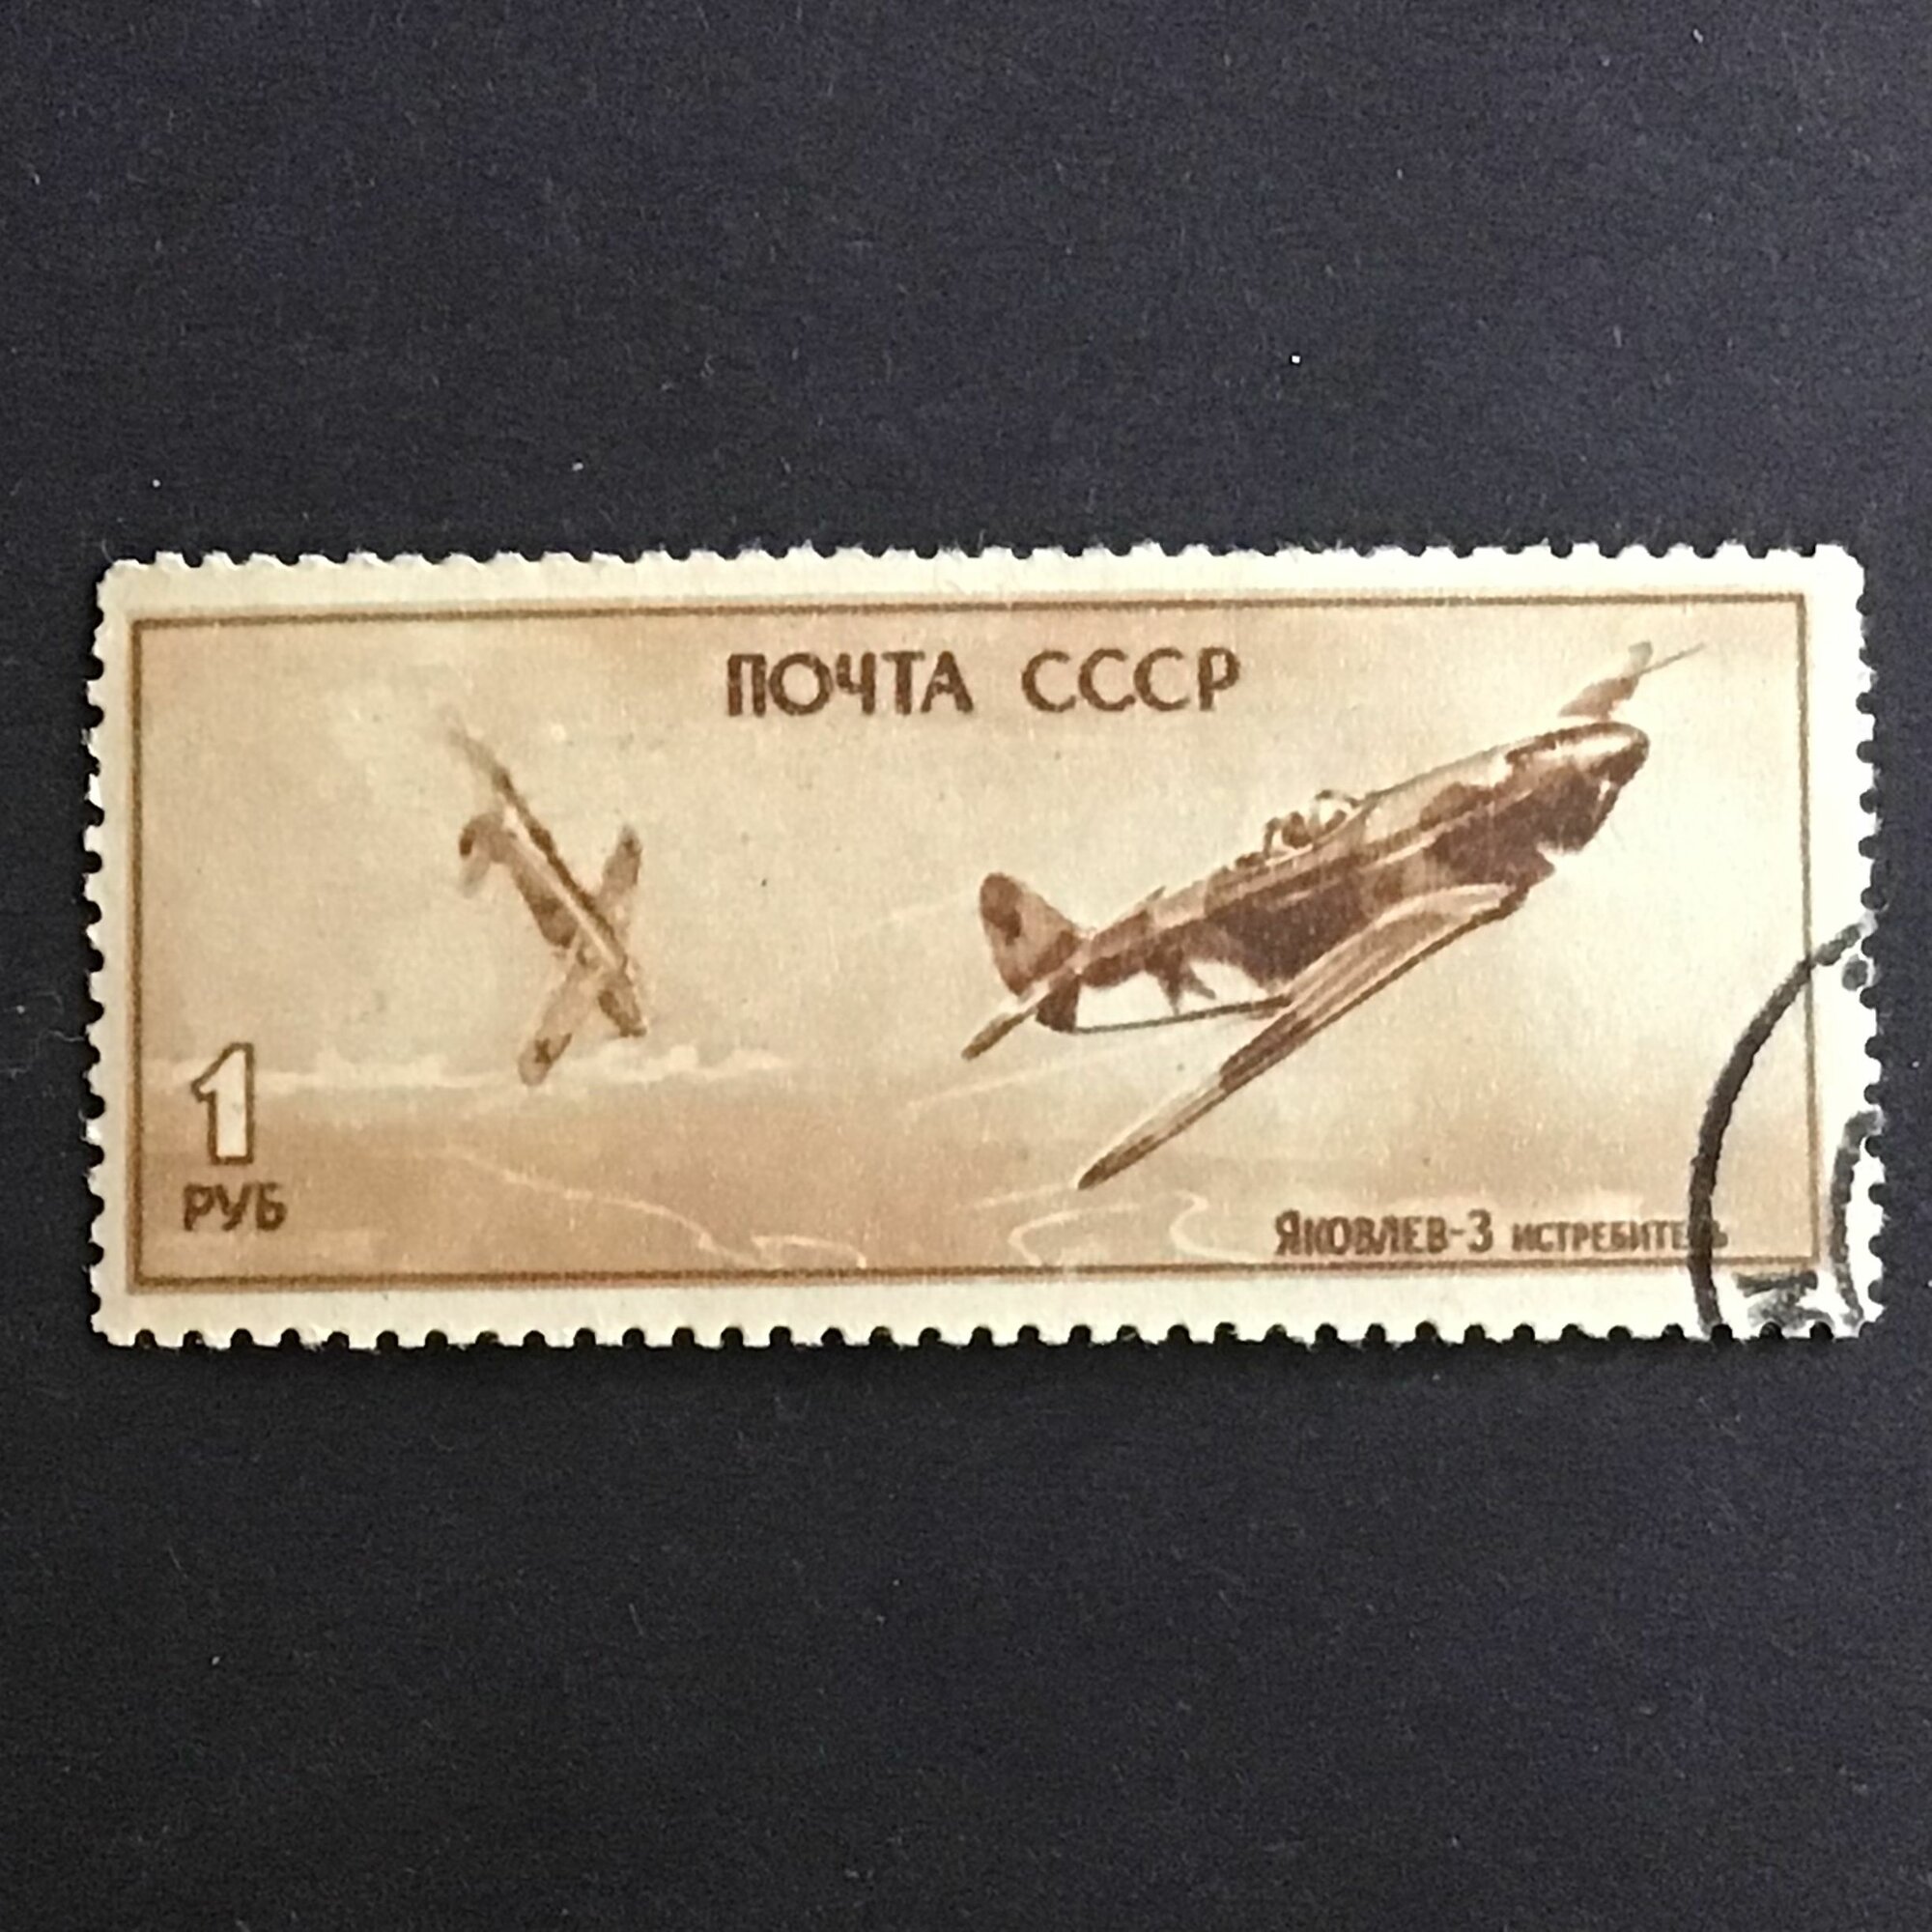 ПОЧТА СССР
1
РУБ
ЯКОВЛЕВ-3 ИСТРЕБИТЕЛЬ